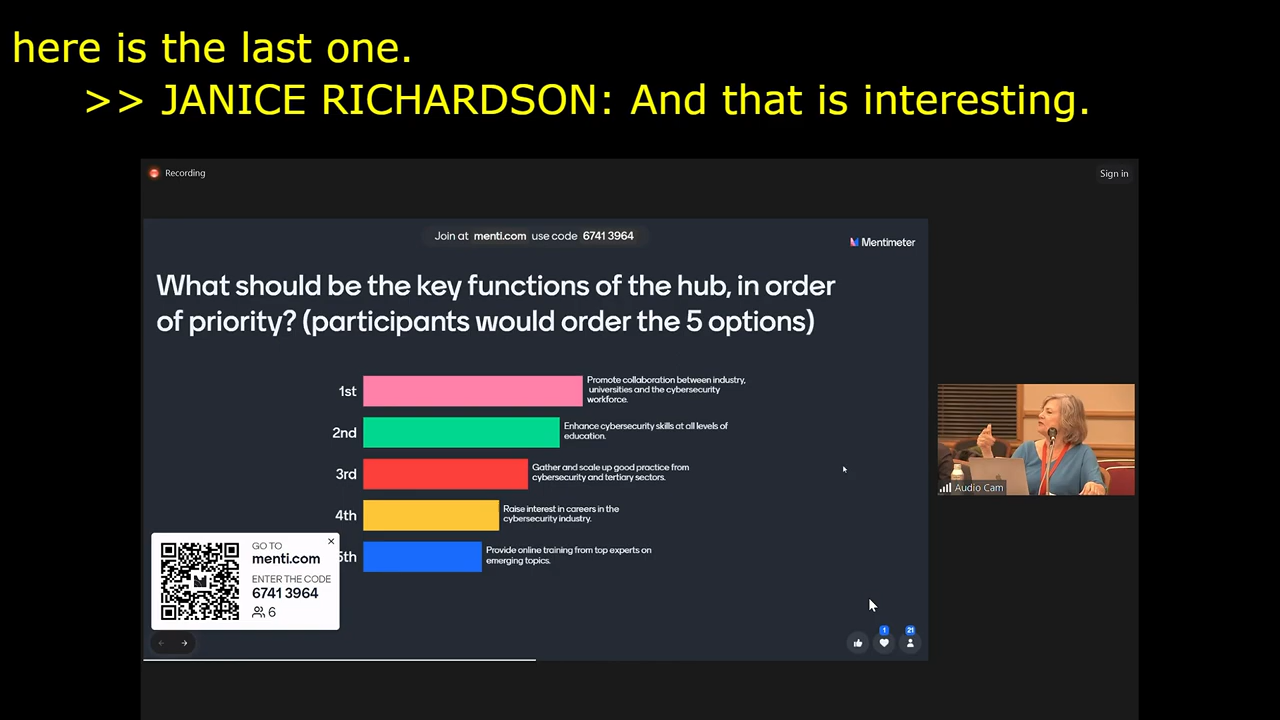 here is the last one.
>> JANICE RICHARDSON: And that is interesting.
Recording
Sign in
Join at menti.com use code 6741 3964
Mentimeter
What should be the key functions of the hub, in order
of priority? (participants would order the 5 options)
1st
Promote collaboration between industry,
universities and the cybersecurity
workforce.
2nd
Enhance cybersecurity skills at all levels of
education.
3rd
Gather and scale up good practice from
cybersecurity and tertiary sectors.
4th
Raise interest in careers in the
cybersecurity industry.
5th
Provide online training from top experts on
emerging topics.
GO TO
menti.com
ENTER THE CODE
6741 3964
6
1
21
Audio Cam